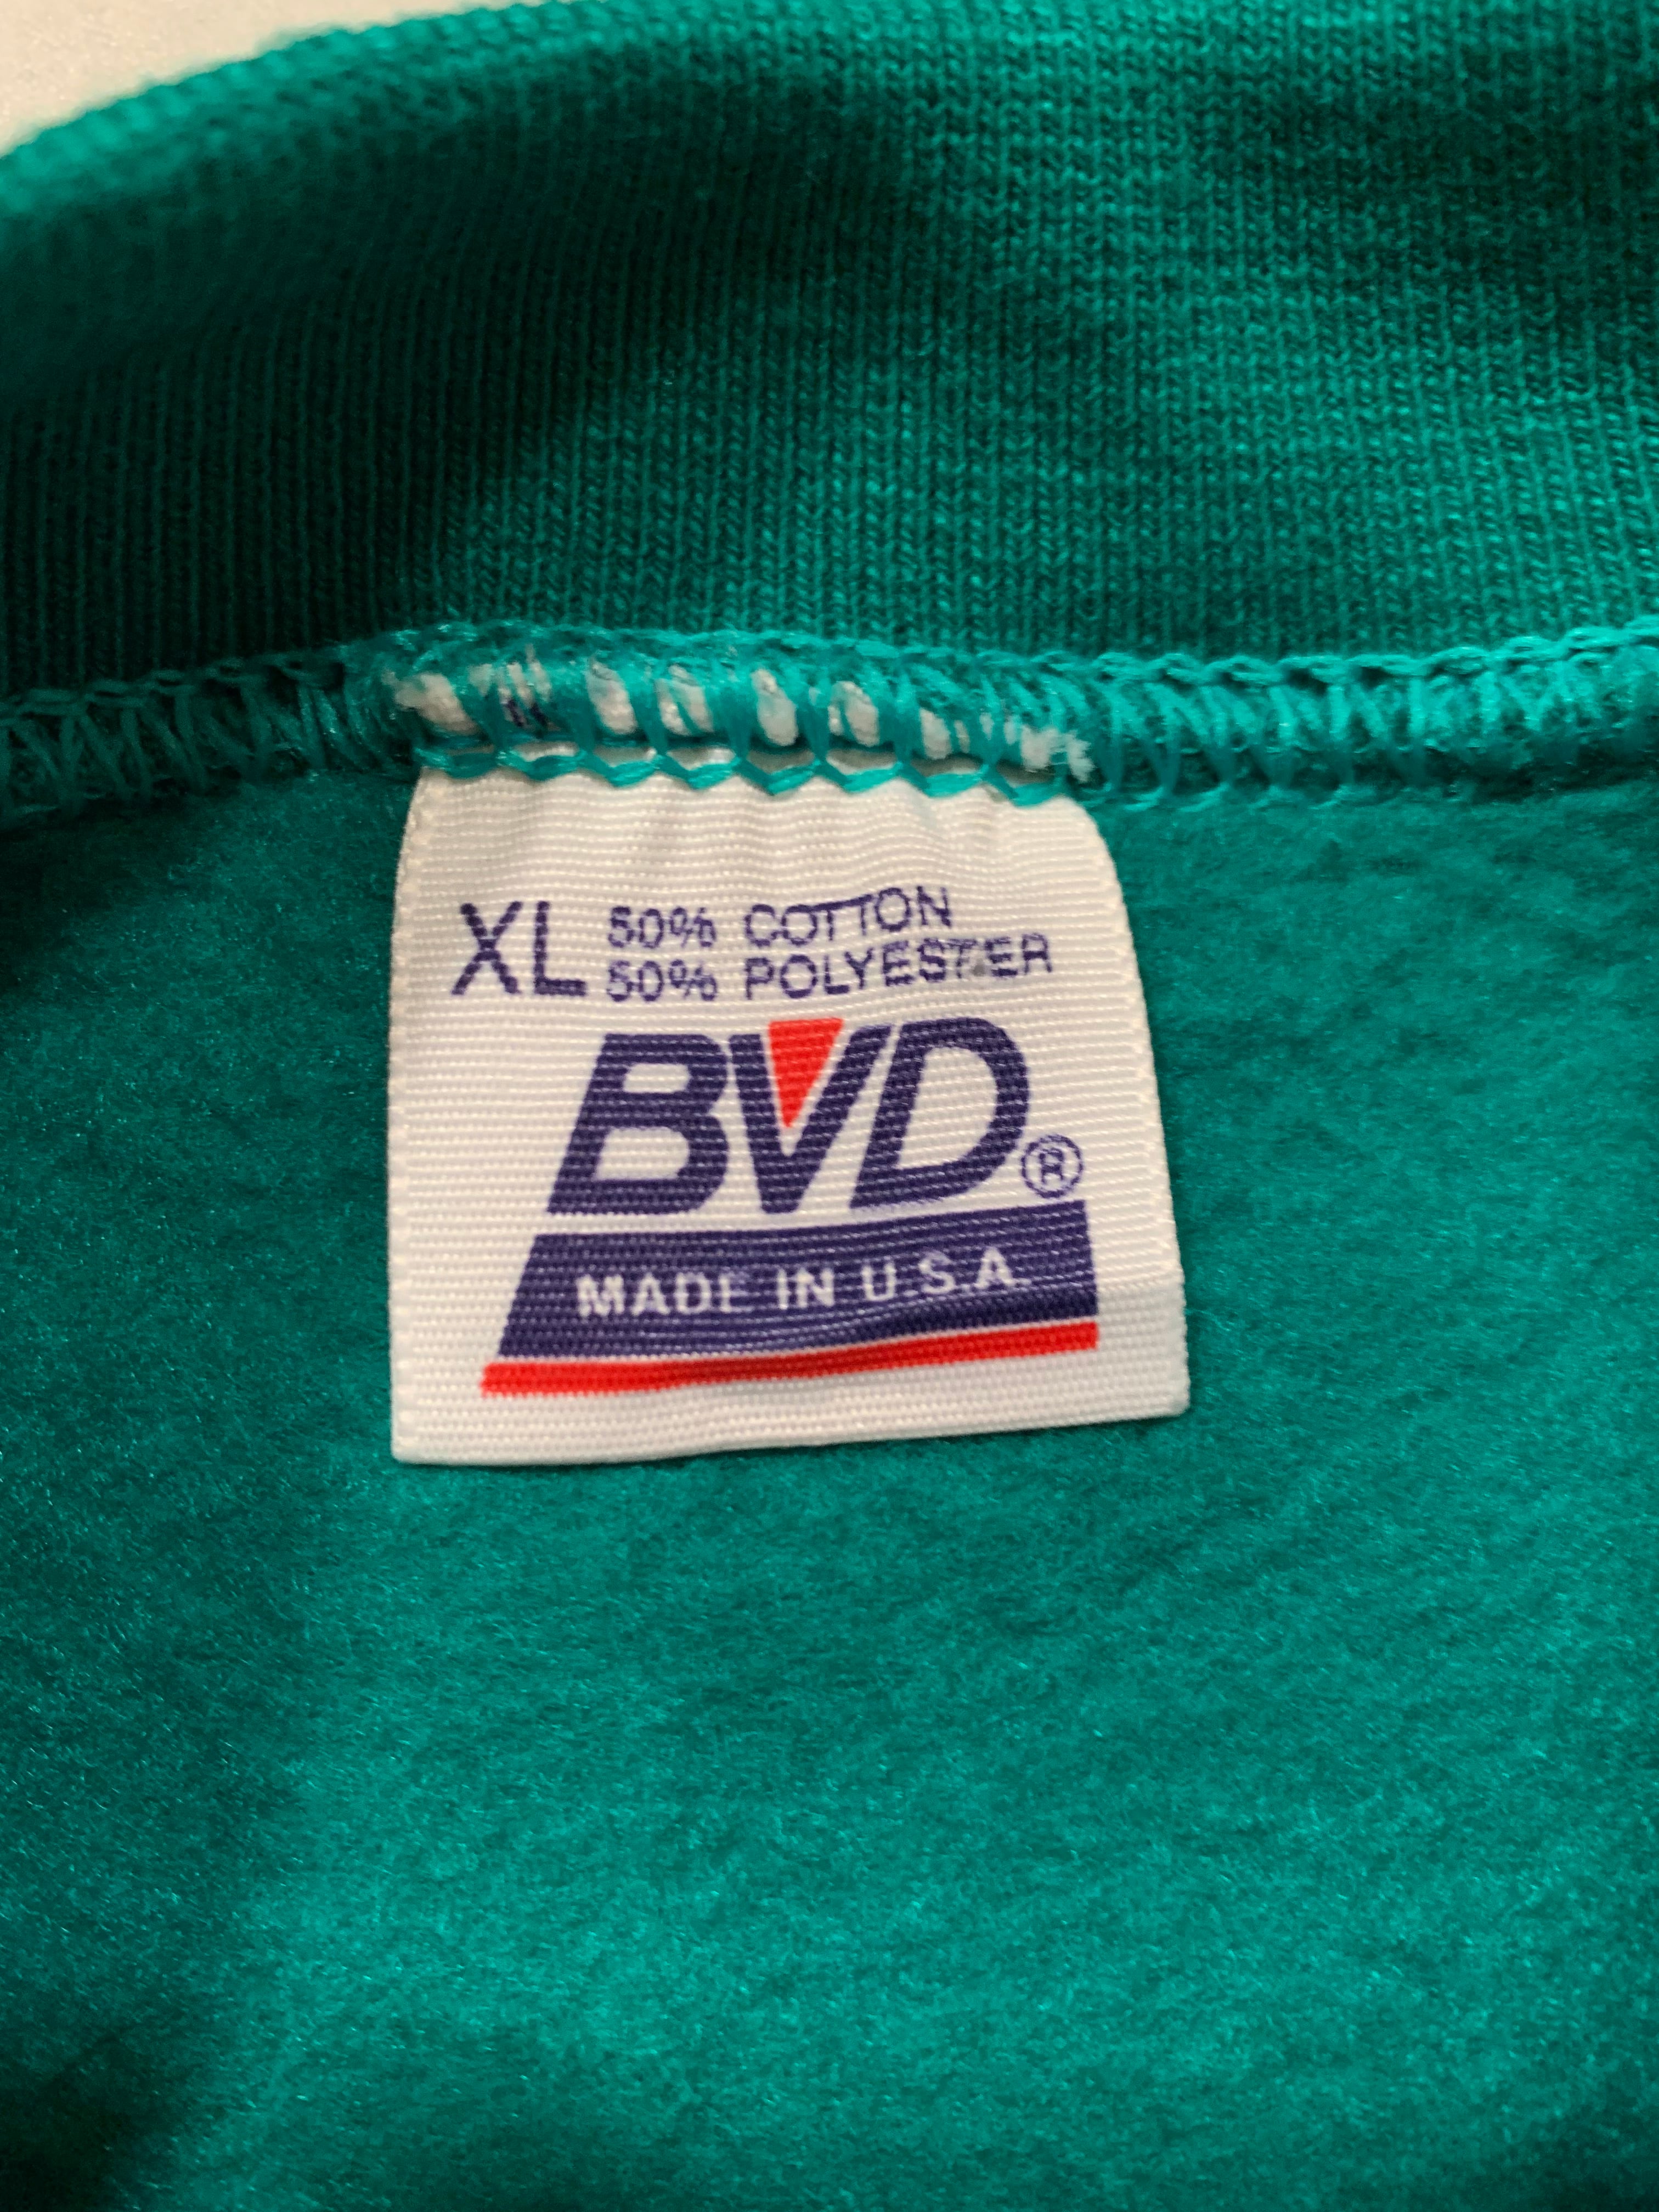 XL 50% COTTON
50% POLYESTER
BVD®
MADE IN U.S.A.